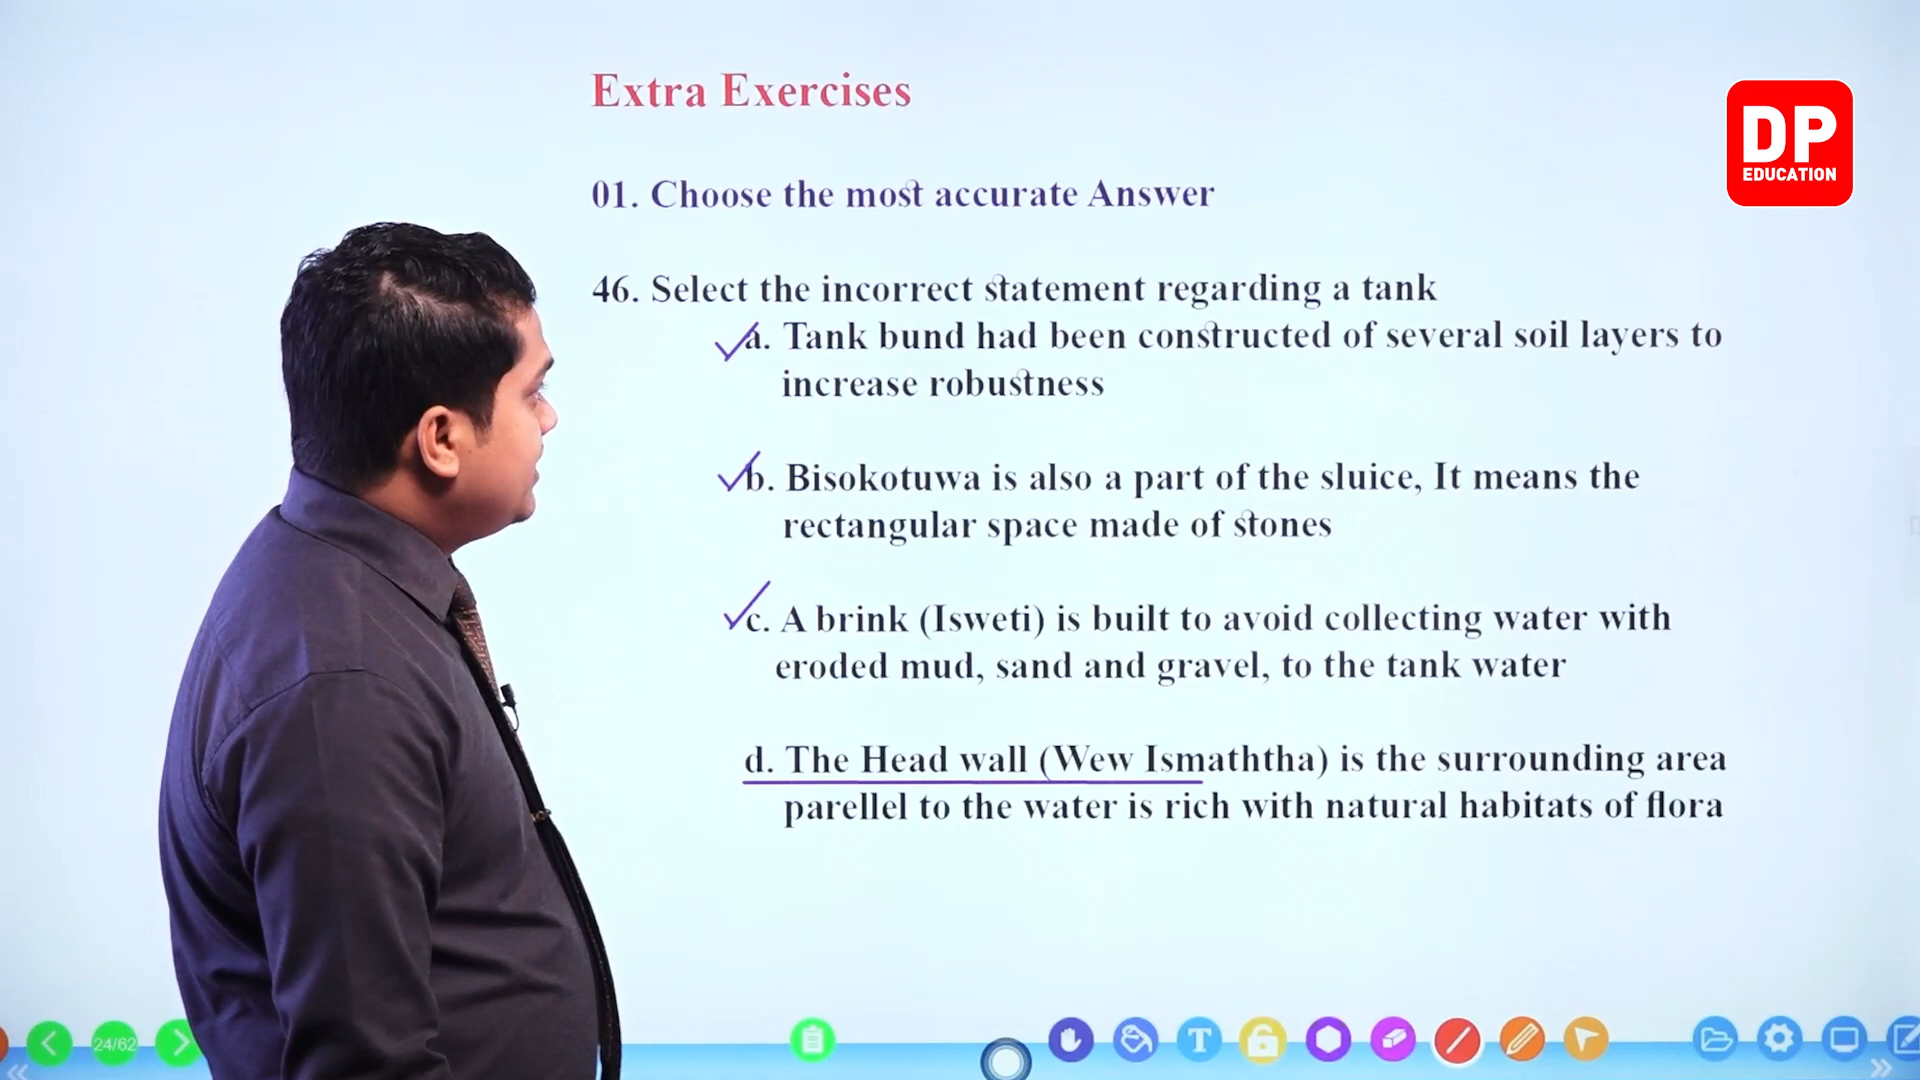 Extra Exercises
DP
EDUCATION
01. Choose the most accurate Answer
46. Select the incorrect statement regarding a tank
a. Tank bund had been constructed of several soil layers to
increase robustness
b. Bisokotuwa is also a part of the sluice, It means the
rectangular space made of stones
c. A brink (Isweti) is built to avoid collecting water with
eroded mud, sand and gravel, to the tank water
d. The Head wall (Wew Ismaththa) is the surrounding area
parellel to the water is rich with natural habitats of flora
24/62
T